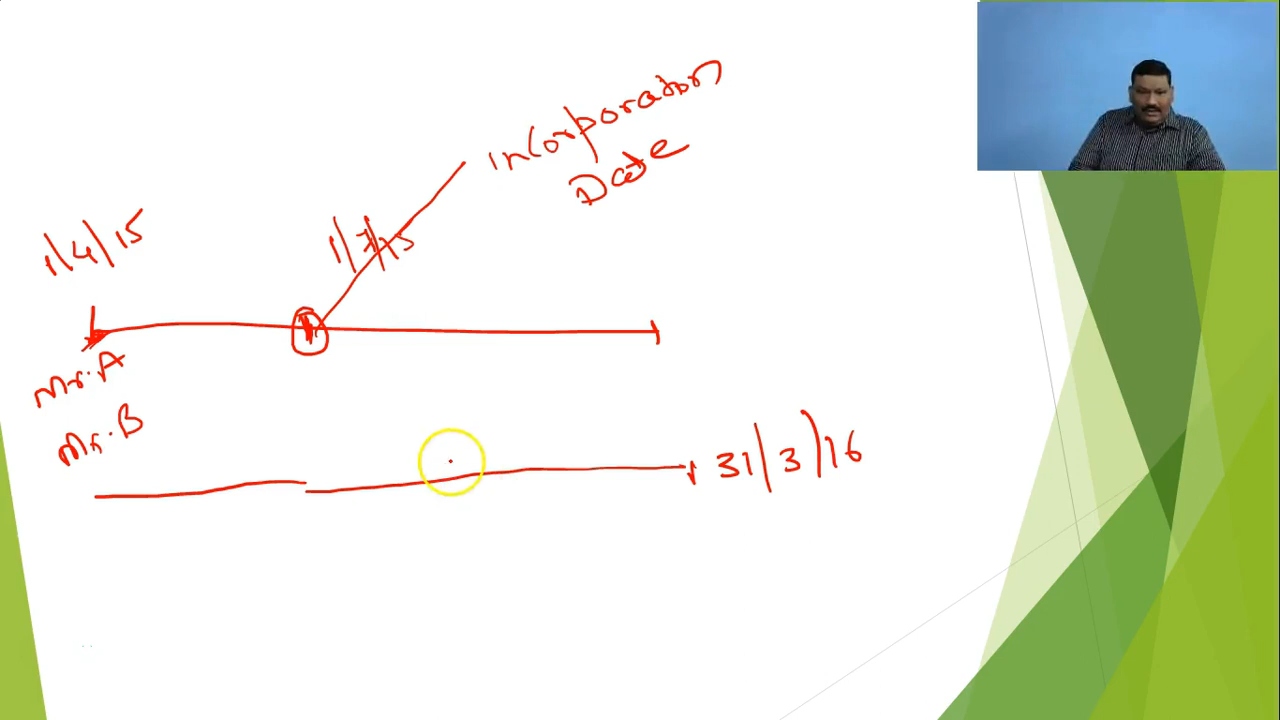 incorporation
Date
1/4/15
1/7/15
Mr. A
Mr. B
31/3/16